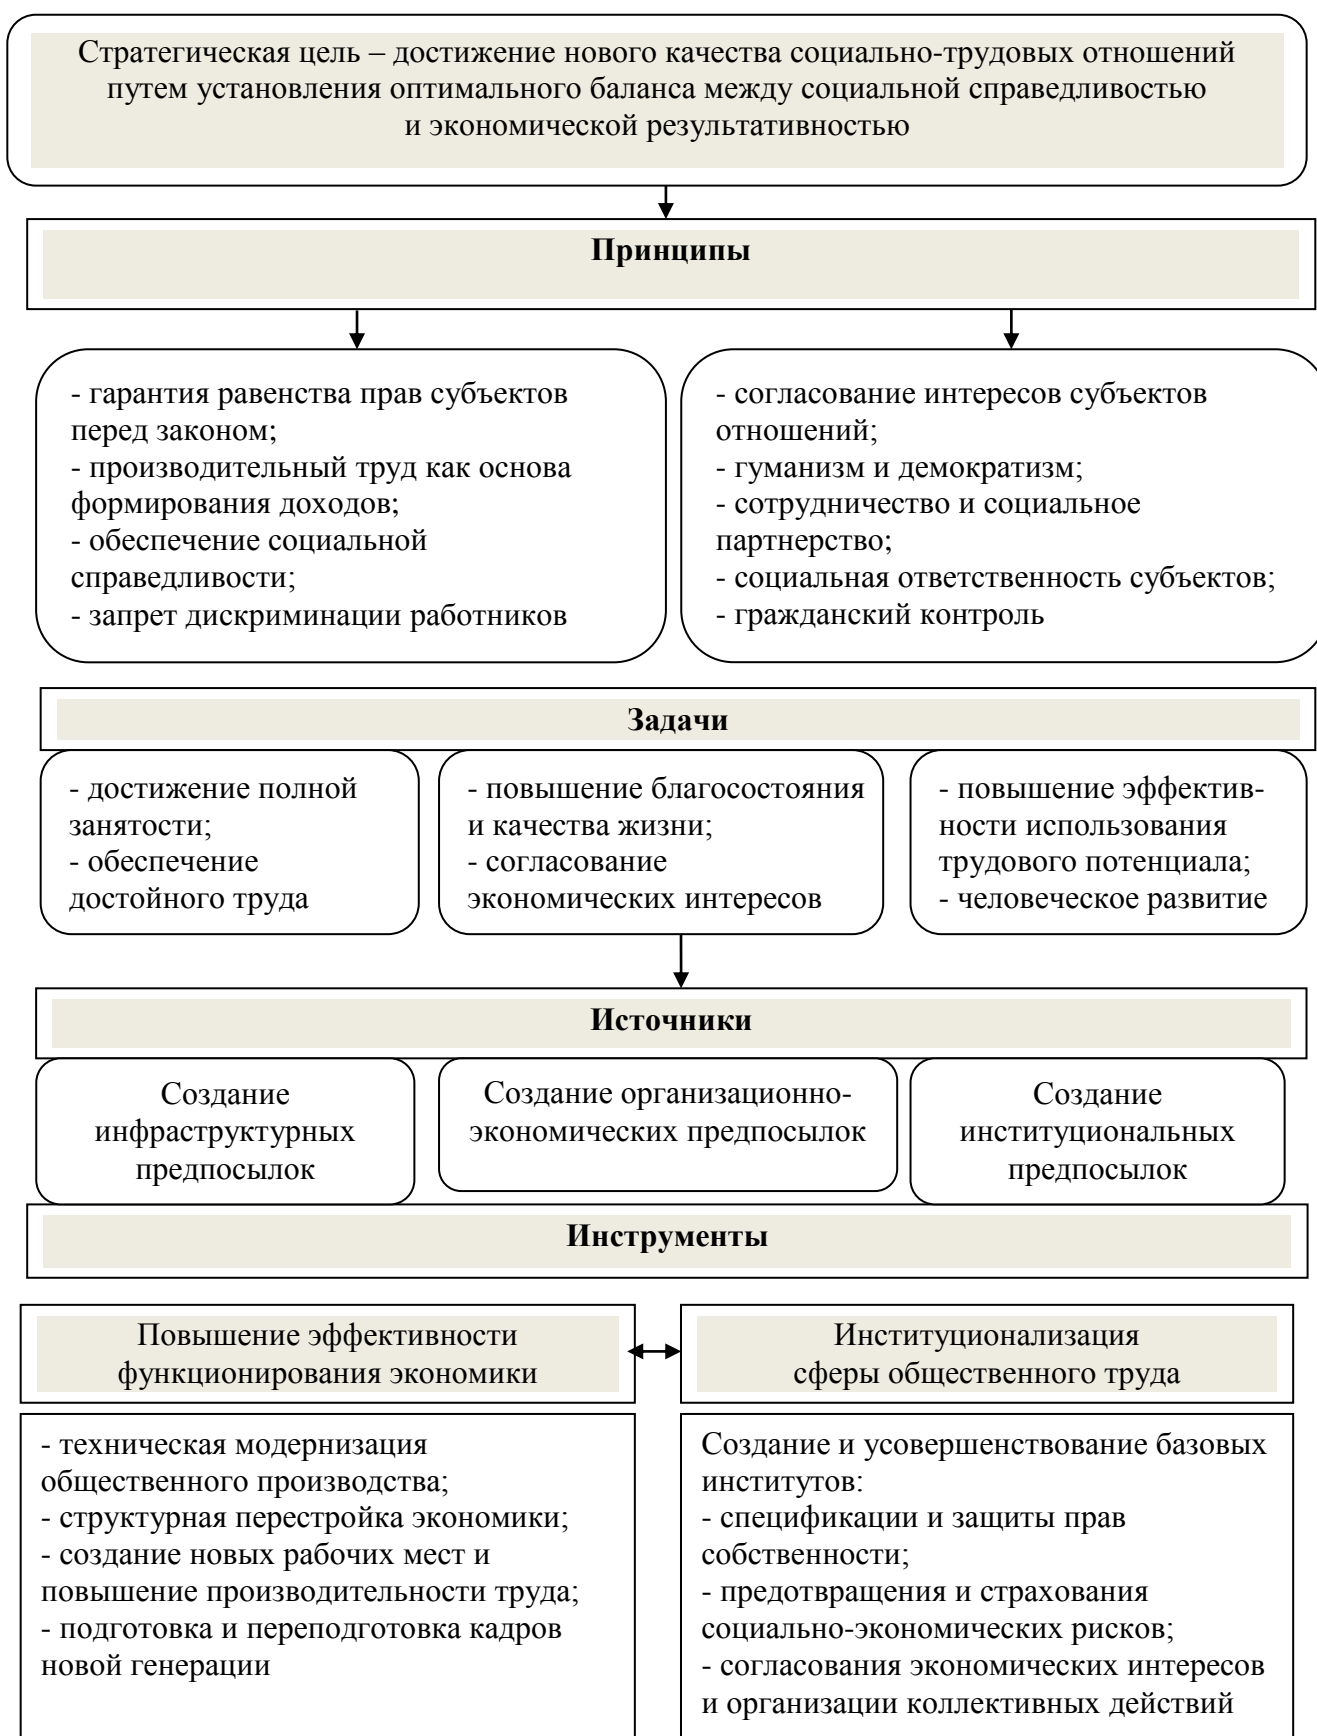 Стратегическая цель – достижение нового качества социально-трудовых отношений
путем установления оптимального баланса между социальной справедливостью
и экономической результативностью
Принципы
- гарантия равенства прав субъектов
перед законом;
- производительный труд как основа
формирования доходов;
- обеспечение социальной
справедливости;
- запрет дискриминации работников
- согласование интересов субъектов
отношений;
- гуманизм и демократизм;
- сотрудничество и социальное
партнерство;
- социальная ответственность субъектов;
- гражданский контроль
Задачи
- достижение полной
занятости;
- обеспечение
достойного труда
- повышение благосостояния
и качества жизни;
- согласование
экономических интересов
- повышение эффектив-
ности использования
трудового потенциала;
- человеческое развитие
Источники
Создание
инфраструктурных
предпосылок
Создание организационно-
экономических предпосылок
Создание
институциональных
предпосылок
Инструменты
Повышение эффективности
функционирования экономики
- техническая модернизация
общественного производства;
- структурная перестройка экономики;
- создание новых рабочих мест и
повышение производительности труда;
- подготовка и переподготовка кадров
новой генерации
Институционализация
сферы общественного труда
Создание и усовершенствование базовых
институтов:
- спецификации и защиты прав
собственности;
- предотвращения и страхования
социально-экономических рисков;
- согласования экономических интересов
и организации коллективных действий